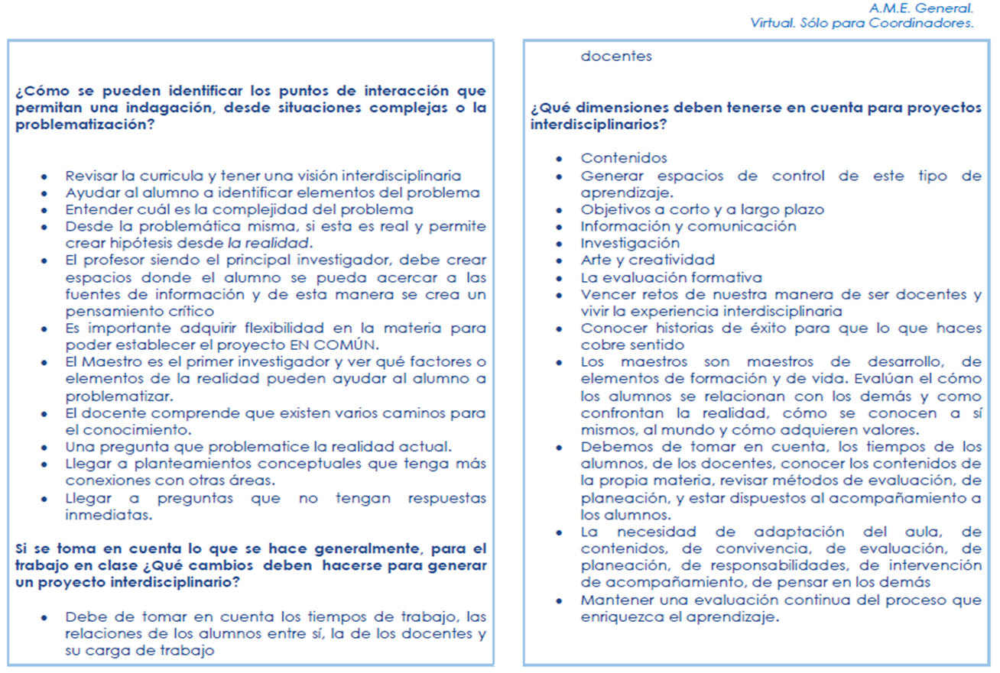 A.M.E. General.
Virtual. Sólo para Coordinadores.
¿Cómo se pueden identificar los puntos de interacción que
permitan una indagación, desde situaciones complejas o la
problematización?
• Revisar la curricula y tener una visión interdisciplinaria
• Ayudar al alumno a identificar elementos del problema
• Entender cuál es la complejidad del problema
• Desde la problemática misma, si esta es real y permite
crear hipótesis desde la realidad.
• El profesor siendo el principal investigador, debe crear
espacios donde el alumno se pueda acercar a las
fuentes de información y de esta manera se crea un
pensamiento crítico
• Es importante adquirir flexibilidad en la materia para
poder establecer el proyecto EN COMÚN.
• El Maestro es el primer investigador y ver qué factores o
elementos de la realidad pueden ayudar al alumno a
problematizar.
• El docente comprende que existen varios caminos para
el conocimiento.
• Una pregunta que problematice la realidad actual.
• Llegar a planteamientos conceptuales que tenga más
conexiones con otras áreas.
• Llegar a preguntas que no tengan respuestas
inmediatas.
Si se toma en cuenta lo que se hace generalmente, para el
trabajo en clase ¿Qué cambios deben hacerse para generar
un proyecto interdisciplinario?
• Debe de tomar en cuenta los tiempos de trabajo, las
relaciones de los alumnos entre sí, la de los docentes y
su carga de trabajo
docentes
¿Qué dimensiones deben tenerse en cuenta para proyectos
interdisciplinarios?
• Contenidos
• Generar espacios de control de este tipo de
aprendizaje.
• Objetivos a corto y a largo plazo
• Información y comunicación
• Investigación
• Arte y creatividad
• La evaluación formativa
• Vencer retos de nuestra manera de ser docentes y
vivir la experiencia interdisciplinaria
• Conocer historias de éxito para que lo que haces
cobre sentido
• Los maestros son maestros de desarrollo, de
elementos de formación y de vida. Evalúan el cómo
los alumnos se relacionan con los demás y como
confrontan la realidad, cómo se conocen a sí
mismos, al mundo y cómo adquieren valores.
• Debemos de tomar en cuenta, los tiempos de los
alumnos, de los docentes, conocer los contenidos de
la propia materia, revisar métodos de evaluación, de
planeación, y estar dispuestos al acompañamiento a
los alumnos.
• La necesidad de adaptación del aula, de
contenidos, de convivencia, de evaluación, de
planeación, de responsabilidades, de intervención
de acompañamiento, de pensar en los demás
• Mantener una evaluación continua del proceso que
enriquezca el aprendizaje.